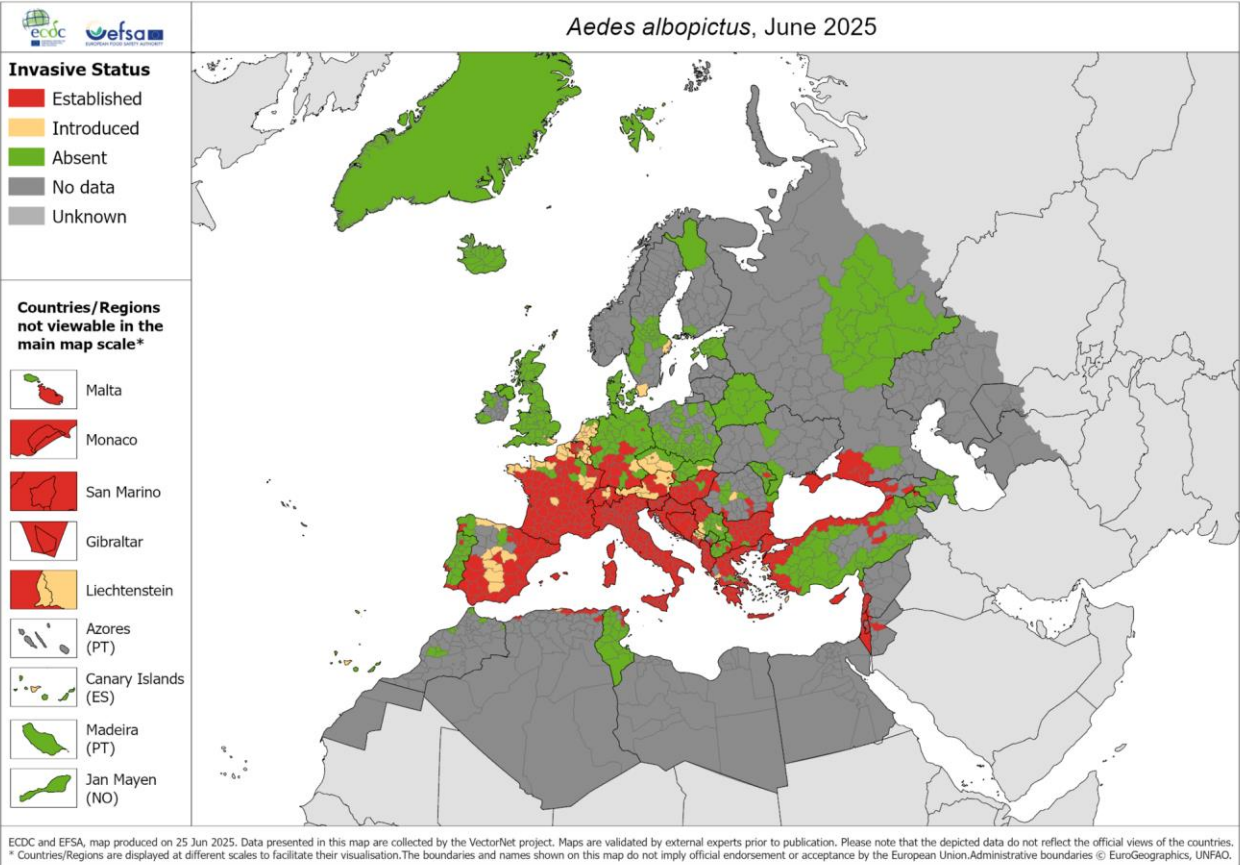 ecdc
efsa
EUROPEAN FOOD SAFETY AUTHORITY
Aedes albopictus, June 2025
Invasive Status
Established
Introduced
Absent
No data
Unknown
Countries/Regions
not viewable in the
main map scale*
Malta
Monaco
San Marino
Gibraltar
Liechtenstein
Azores
(PT)
Canary Islands
(ES)
Madeira
(PT)
Jan Mayen
(NO)
ECDC and EFSA, map produced on 25 Jun 2025. Data presented in this map are collected by the VectorNet project. Maps are validated by external experts prior to publication. Please note that the depicted data do not reflect the official views of the countries.
* Countries/Regions are displayed at different scales to facilitate their visualisation.The boundaries and names shown on this map do not imply official endorsement or acceptance by the European Union.Administrative boundaries © EuroGeographics, UNFAO.